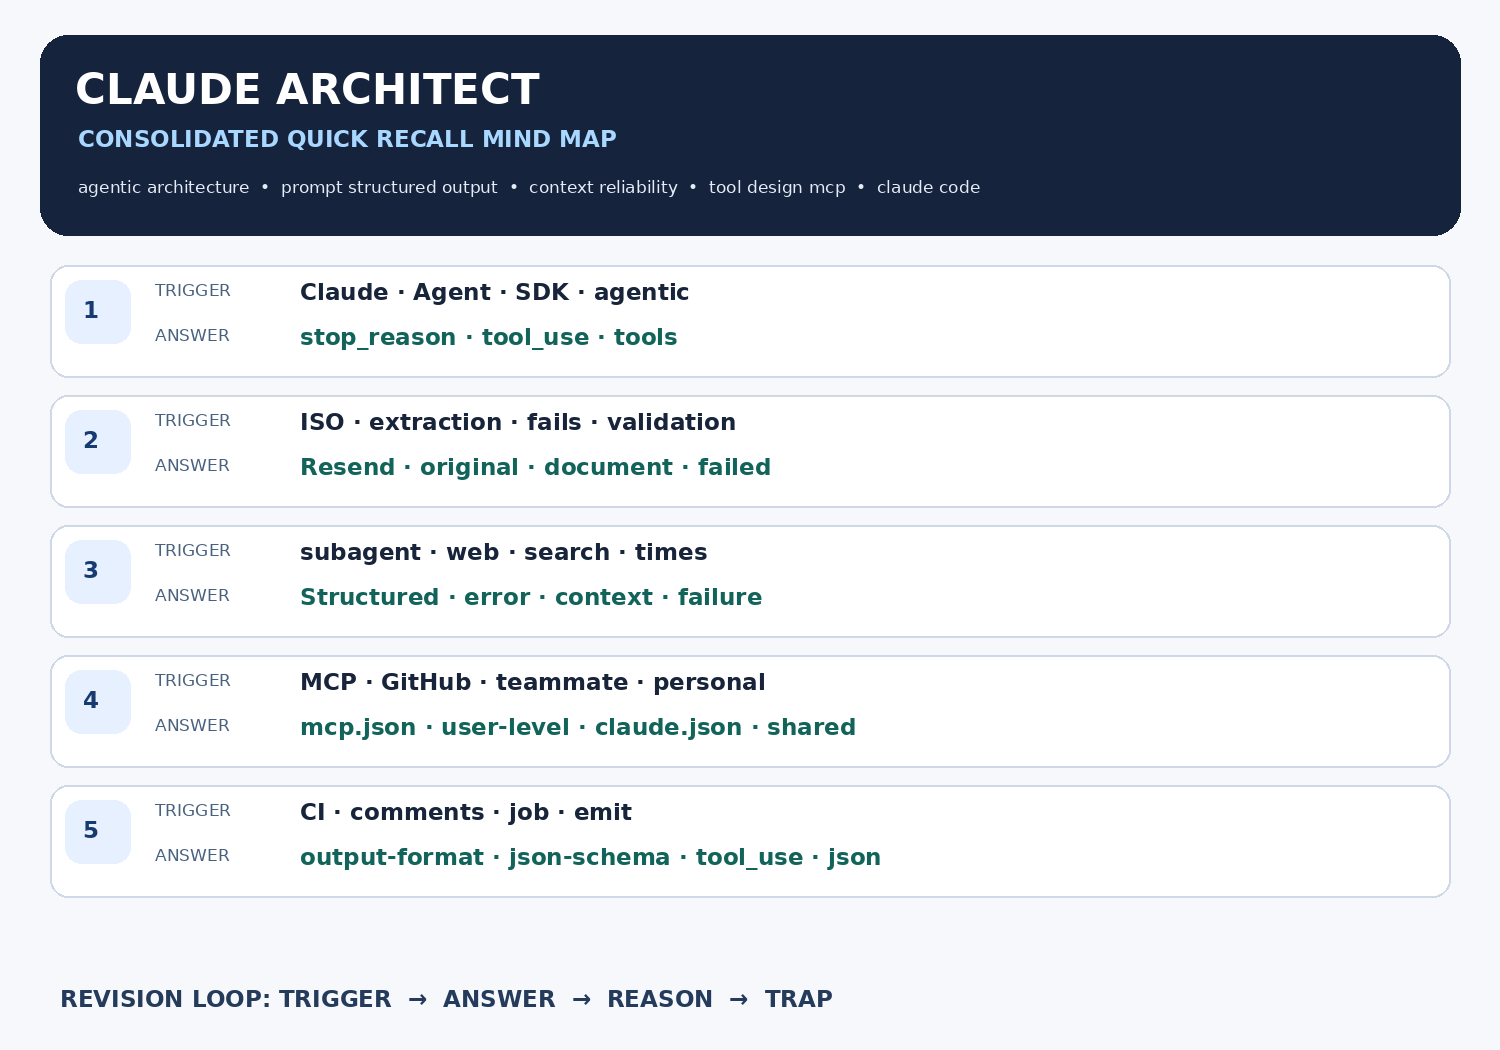 CLAUDE ARCHITECT
CONSOLIDATED QUICK RECALL MIND MAP
agentic architecture • prompt structured output • context reliability • tool design mcp • claude code
1
TRIGGER Claude · Agent · SDK · agentic
ANSWER stop_reason · tool_use · tools
2
TRIGGER ISO · extraction · fails · validation
ANSWER Resend · original · document · failed
3
TRIGGER subagent · web · search · times
ANSWER Structured · error · context · failure
4
TRIGGER MCP · GitHub · teammate · personal
ANSWER mcp.json · user-level · claude.json · shared
5
TRIGGER CI · comments · job · emit
ANSWER output-format · json-schema · tool_use · json
REVISION LOOP: TRIGGER → ANSWER → REASON → TRAP